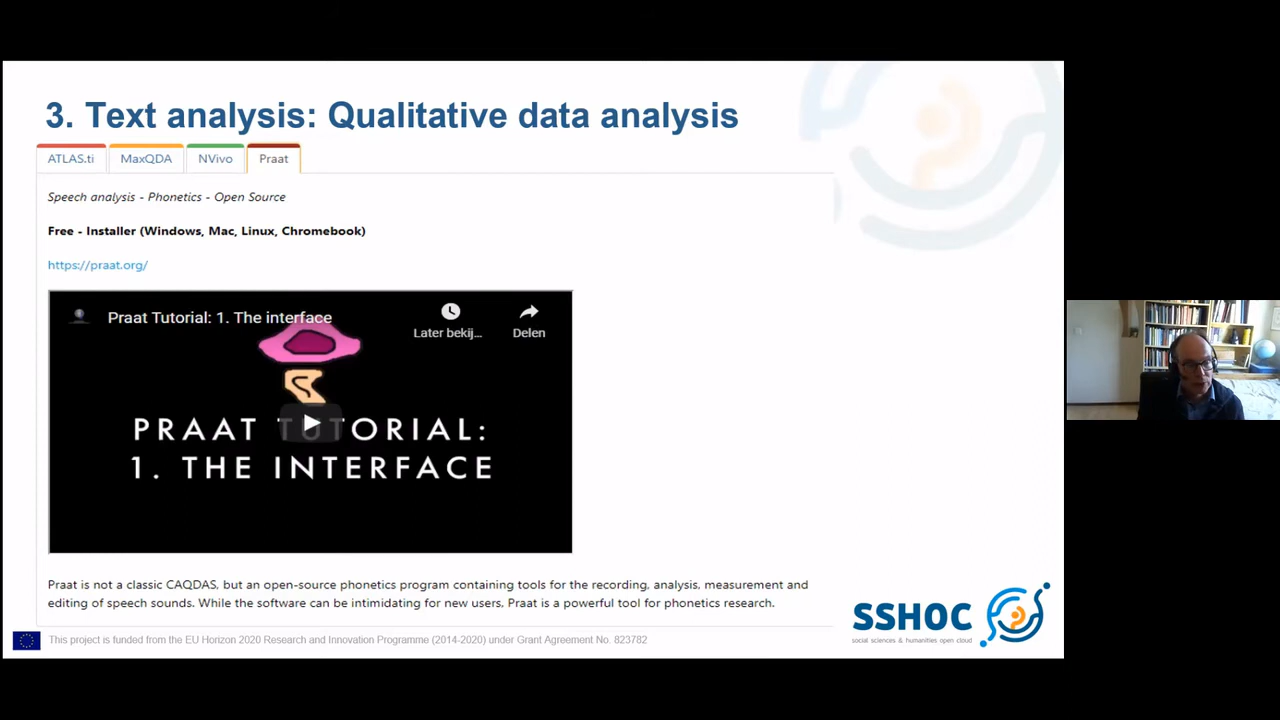 3. Text analysis: Qualitative data analysis
ATLAS.ti MaxQDA NVivo Praat
Speech analysis - Phonetics - Open Source
Free - Installer (Windows, Mac, Linux, Chromebook)
https://praat.org/
Praat Tutorial: 1. The interface
Later bekij... Delen
PRAAT TUTORIAL:
1. THE INTERFACE
Praat is not a classic CAQDAS, but an open-source phonetics program containing tools for the recording, analysis, measurement and
editing of speech sounds. While the software can be intimidating for new users, Praat is a powerful tool for phonetics research.
SSHOC
social sciences & humanities open cloud
This project is funded from the EU Horizon 2020 Research and Innovation Programme (2014-2020) under Grant Agreement No. 823782